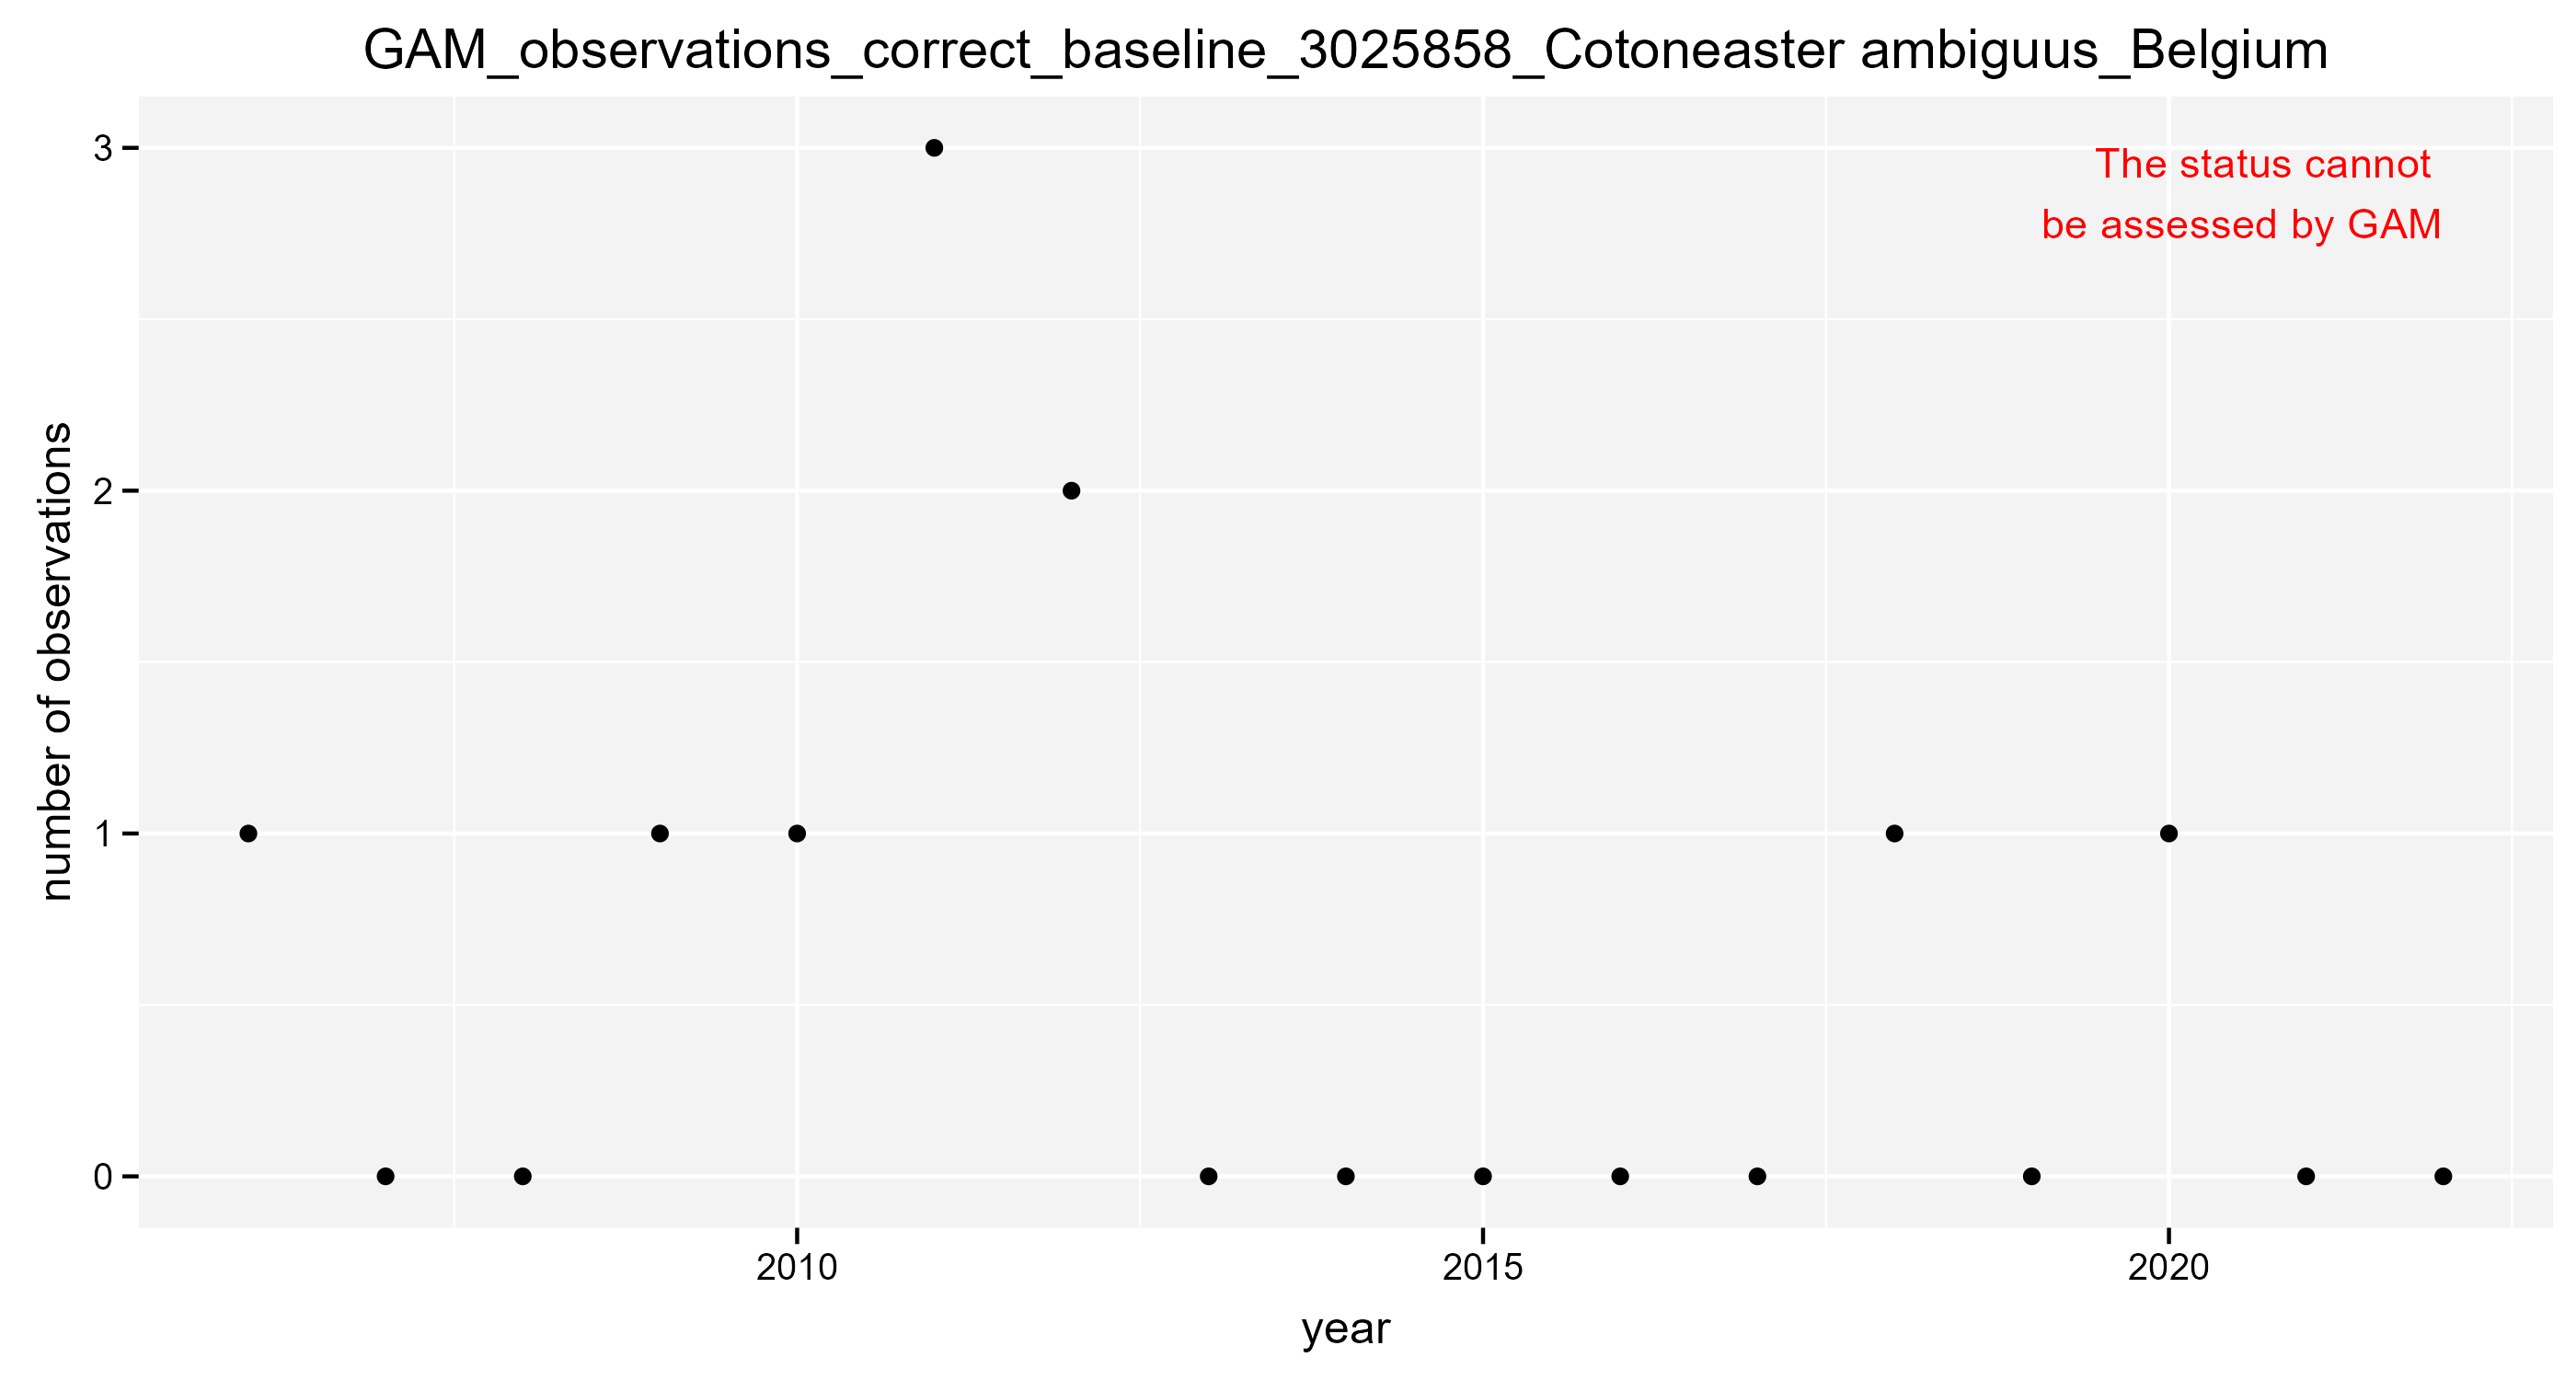 GAM_observations_correct_baseline_3025858_Cotoneaster ambiguus_Belgium
The status cannot
be assessed by GAM
number of observations
3
2
1
0
2010
2015
2020
year